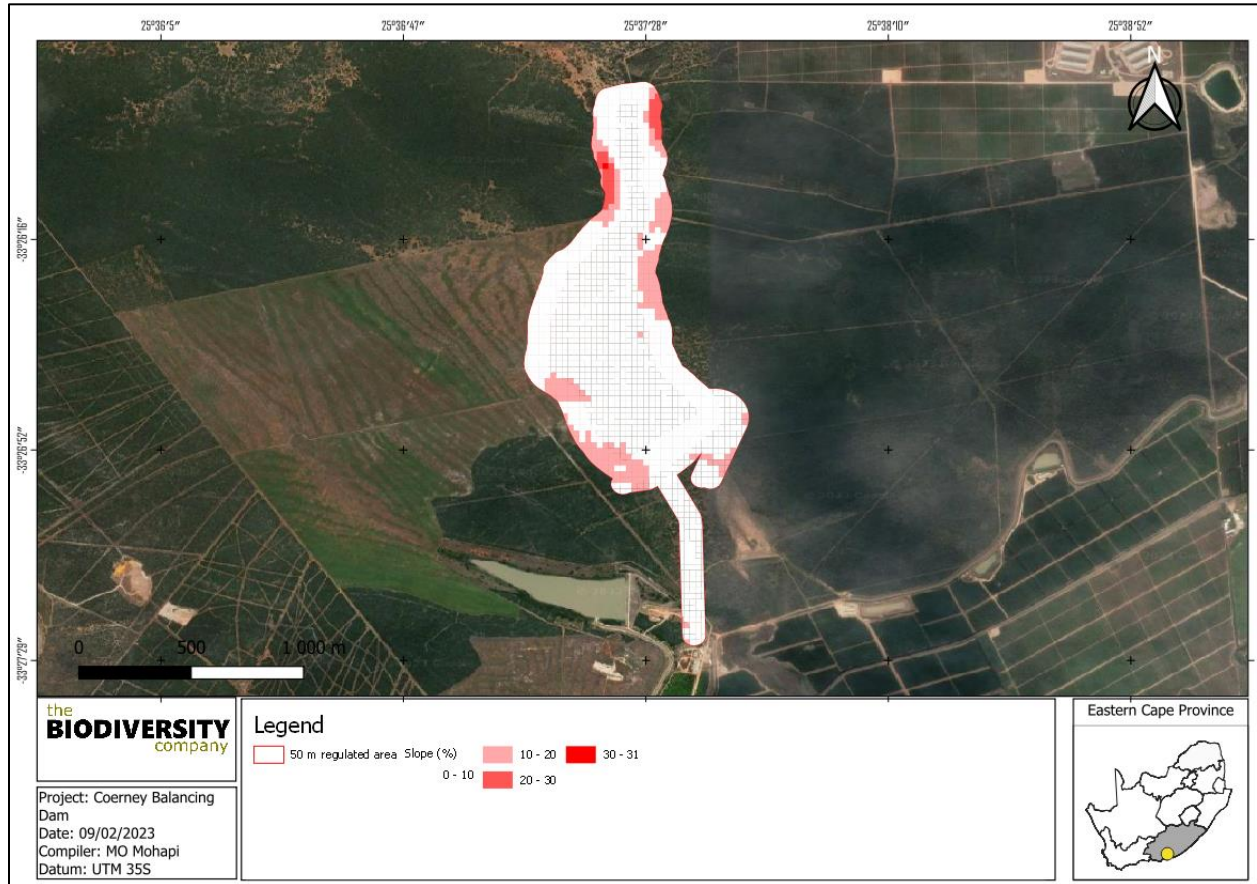 25°36'5" 25°36'47" 25°37'28" 25°38'10" 25°38'52"
N
-33°26'16"
-33°26'52"
-33°27'29"
0 500 1 000 m
the
BIODIVERSITY
company
Project: Coerney Balancing
Dam
Date: 09/02/2023
Compiler: MO Mohapi
Datum: UTM 35S
Legend
50 m regulated area Slope (%) 10 - 20 30 - 31
0 - 10 20 - 30
Eastern Cape Province